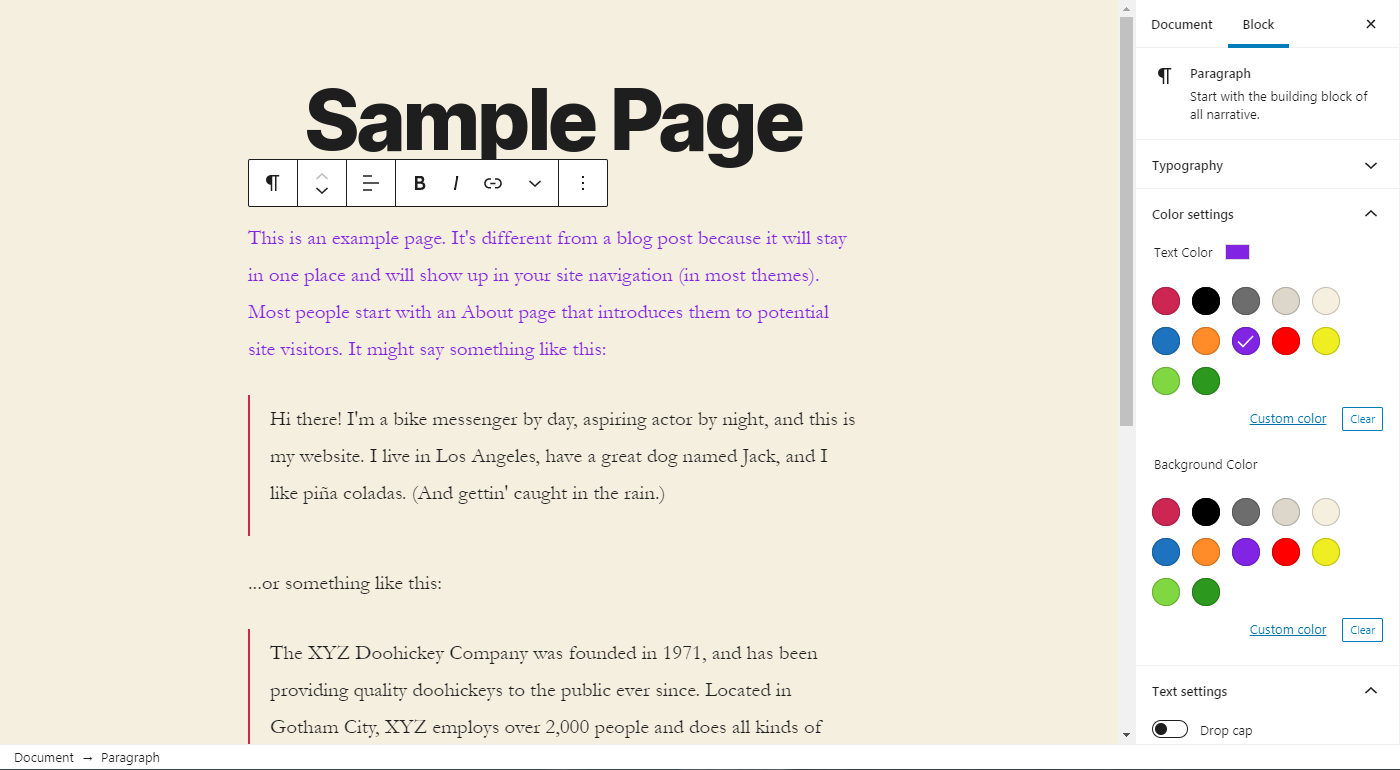 Sample Page
B I
This is an example page. It's different from a blog post because it will stay
in one place and will show up in your site navigation (in most themes).
Most people start with an About page that introduces them to potential
site visitors. It might say something like this:
Hi there! I'm a bike messenger by day, aspiring actor by night, and this is
my website. I live in Los Angeles, have a great dog named Jack, and I
like piña coladas. (And gettin' caught in the rain.)
...or something like this:
The XYZ Doohickey Company was founded in 1971, and has been
providing quality doohickeys to the public ever since. Located in
Gotham City, XYZ employs over 2,000 people and does all kinds of
Document → Paragraph
Document Block
Paragraph
Start with the building block of
all narrative.
Typography
Color settings
Text Color
Custom color Clear
Background Color
Custom color Clear
Text settings
Drop cap